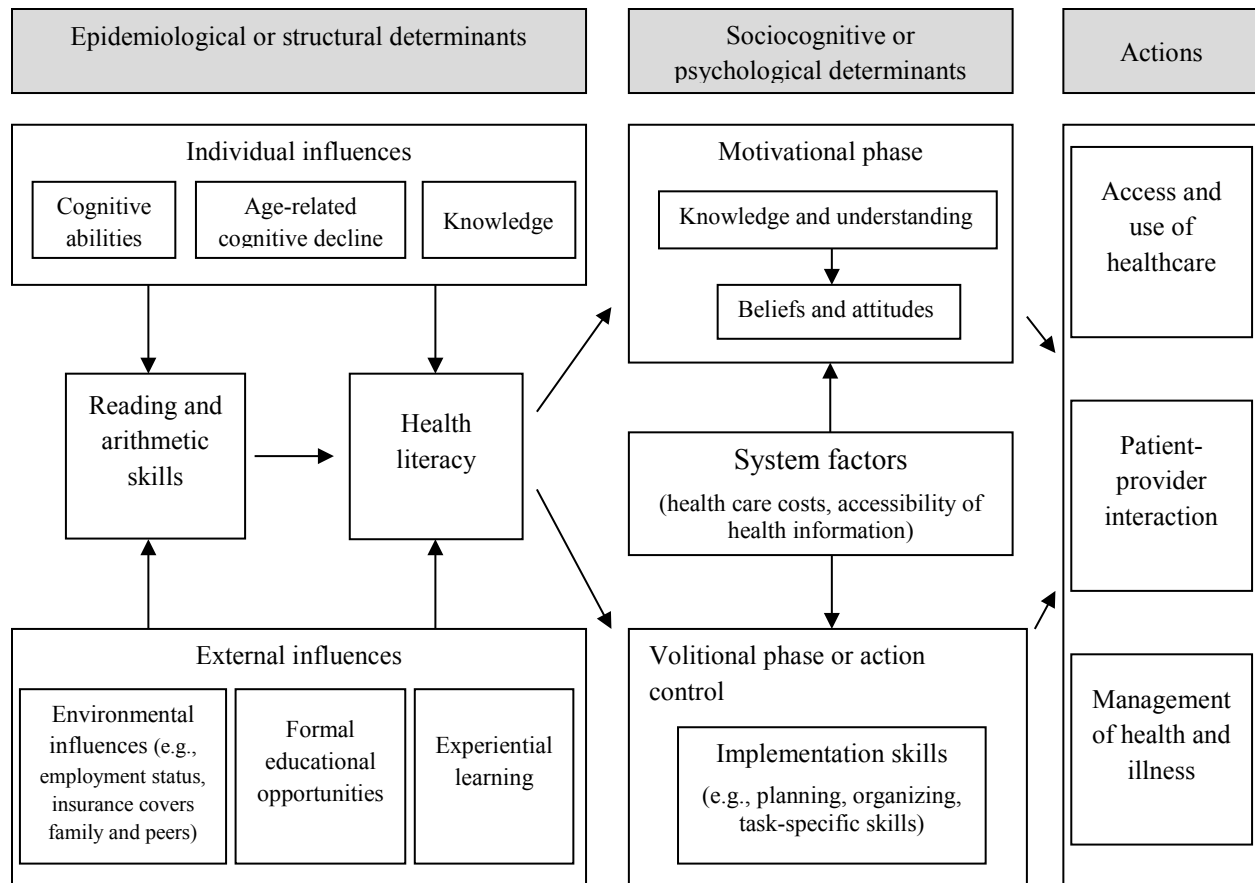 Epidemiological or structural determinants
Sociocognitive or
psychological determinants
Actions
Individual influences
Cognitive
abilities
Age-related
cognitive decline
Knowledge
Reading and
arithmetic
skills
Health
literacy
External influences
Environmental
influences (e.g.,
employment status,
insurance covers
family and peers)
Formal
educational
opportunities
Experiential
learning
Motivational phase
Knowledge and understanding
Beliefs and attitudes
System factors
(health care costs, accessibility of
health information)
Volitional phase or action
control
Implementation skills
(e.g., planning, organizing,
task-specific skills)
Access and
use of
healthcare
Patient-
provider
interaction
Management
of health and
illness